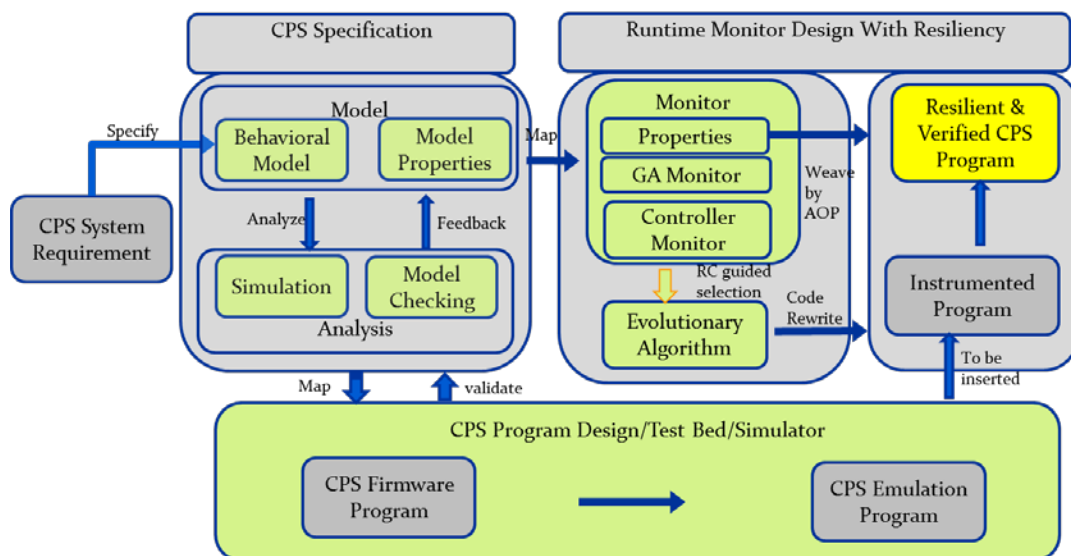 CPS Specification
Runtime Monitor Design With Resiliency
Model
Behavioral
Model
Model
Properties
Specify
CPS System
Requirement
Analyze
Feedback
Simulation
Model
Checking
Analysis
Map
Monitor
Properties
GA Monitor
Controller
Monitor
Weave
by
AOP
RC guided
selection
Evolutionary
Algorithm
Code
Rewrite
Resilient &
Verified CPS
Program
Instrumented
Program
To be
inserted
Map
validate
CPS Program Design/Test Bed/Simulator
CPS Firmware
Program
CPS Emulation
Program